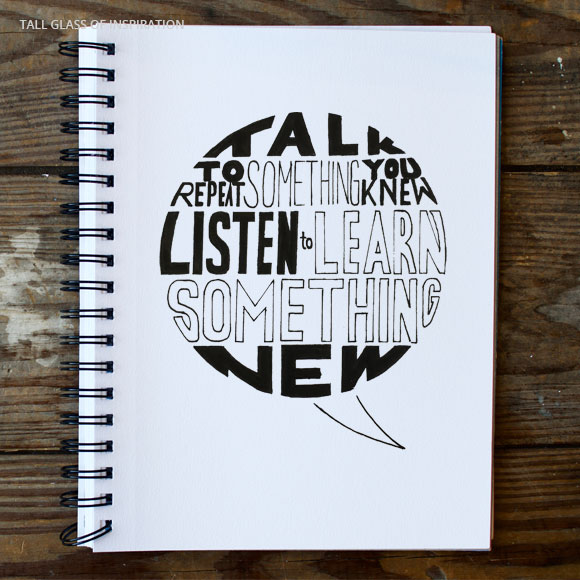 TALL GLASS OF INSPIRATION
TALK
TO REPEAT SOMETHING YOU KNEW
LISTEN to LEARN
SOMETHING
NEW